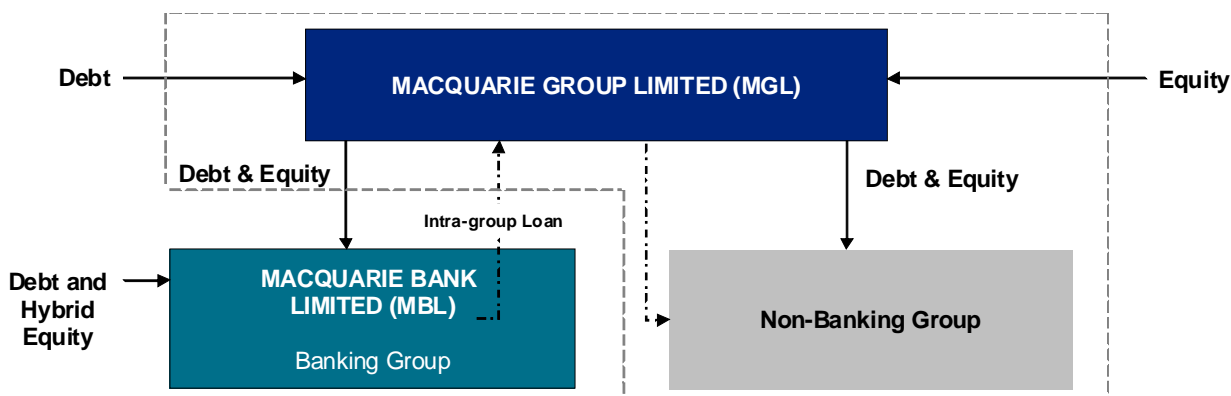 MACQUARIE GROUP LIMITED (MGL)
Debt
Equity
Debt & Equity
Debt & Equity
Intra-group Loan
Debt and
Hybrid
Equity
MACQUARIE BANK
LIMITED (MBL)
Banking Group
Non-Banking Group